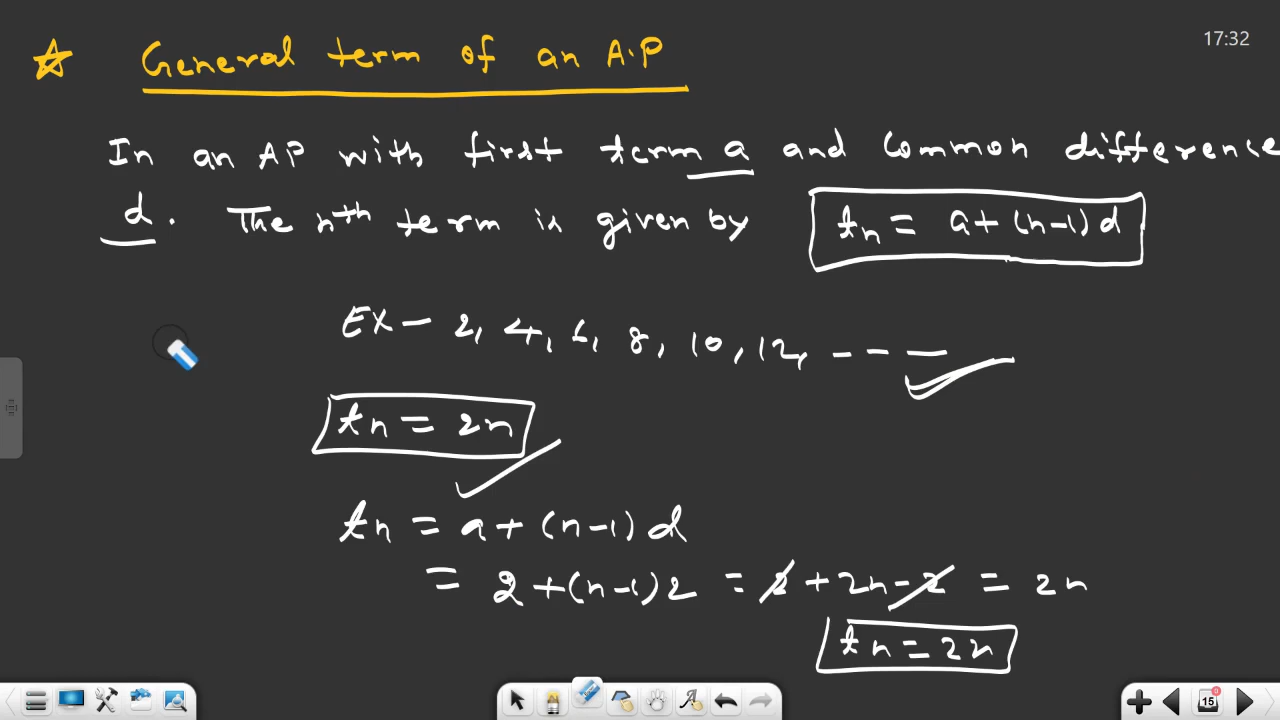 General term of an A.P
17:32
In an AP with first term a and common difference
d. The nth term is given by tn = a+(n-1)d
EX - 2, 4, 6, 8, 10, 12, - - -
tn = 2n
tn = a+(n-1)d
= 2+(n-1)2 = 2+2n-2 = 2n
tn = 2n
15
0